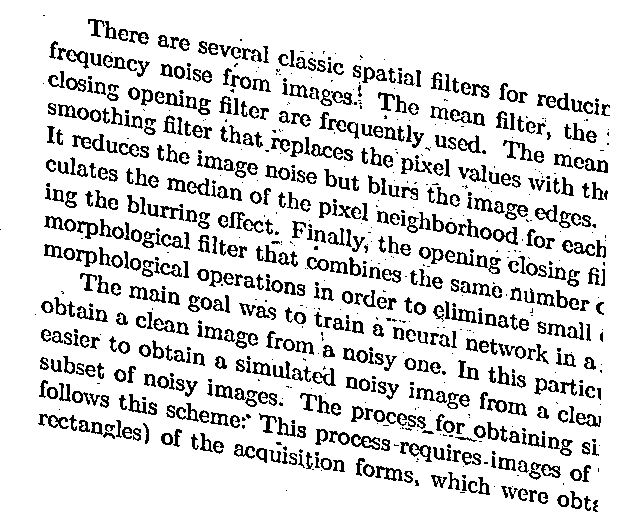 There are several classic spatial filters for reducin
frequency noise from images. The mean filter, the
closing opening filter are frequently used. The mean
smoothing filter that replaces the pixel values with the
It reduces the image noise but blurs the image edges.
culates the median of the pixel neighborhood for each
ing the blurring effect. Finally, the opening closing fil
morphological filter that combines the same number o
morphological operations in order to eliminate small
The main goal was to train a neural network in a
obtain a clean image from a noisy one. In this particu
easier to obtain a simulated noisy image from a clea
subset of noisy images. The process for obtaining si
follows this scheme: This process requires images of
rectangles) of the acquisition forms, which were obta